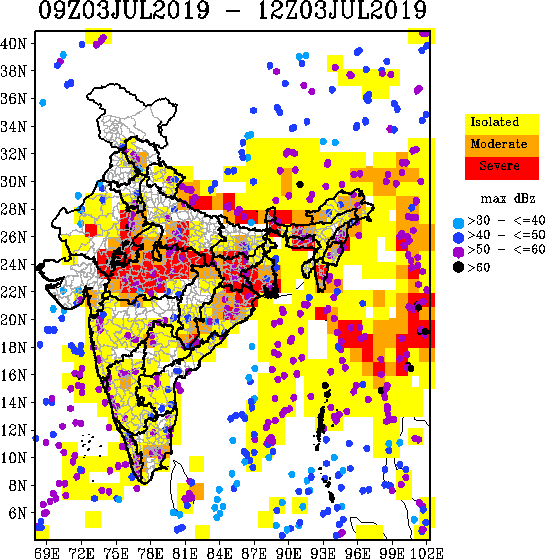 09Z03JUL2019 - 12Z03JUL2019
40N
38N
36N
34N
32N
30N
28N
26N
24N
22N
20N
18N
16N
14N
12N
10N
8N
6N
69E 72E 75E 78E 81E 84E 87E 90E 93E 96E 99E 102E
Isolated
Moderate
Severe
max dBz
>30 - <=40
>40 - <=50
>50 - <=60
>60